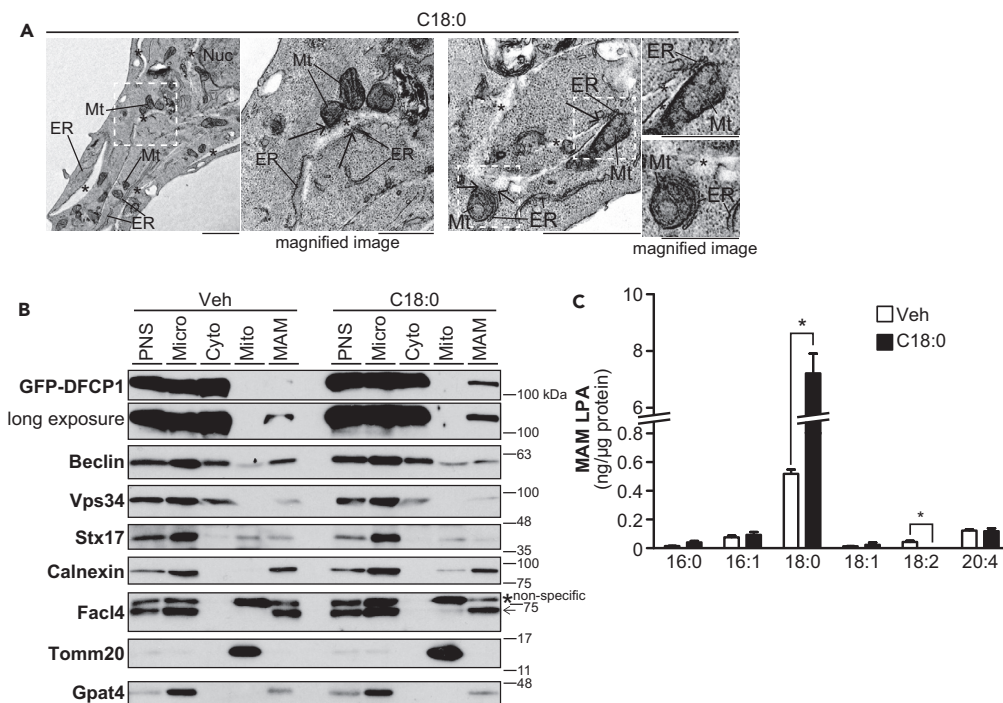 C18:0
A
Nuc
Mt
*
ER
Mt
*
ER
Mt
ER
ER
magnified image
ER
*
*
Mt
Mt
ER
ER
Mt
Mt
*
ER
magnified image
B
Veh
C18:0
PNS
Micro
Cyto
Mito
MAM
PNS
Micro
Cyto
Mito
MAM
GFP-DFCP1
100 kDa
long exposure
100
Beclin
63
Vps34
100
48
Stx17
35
Calnexin
100
75
*non-specific
Facl4
←75
17
Tomm20
11
Gpat4
48
C
10
8
6
0.8
0.6
0.4
0.2
0
MAM LPA
(ng/µg protein)
*
*
Veh
C18:0
16:0 16:1 18:0 18:1 18:2 20:4